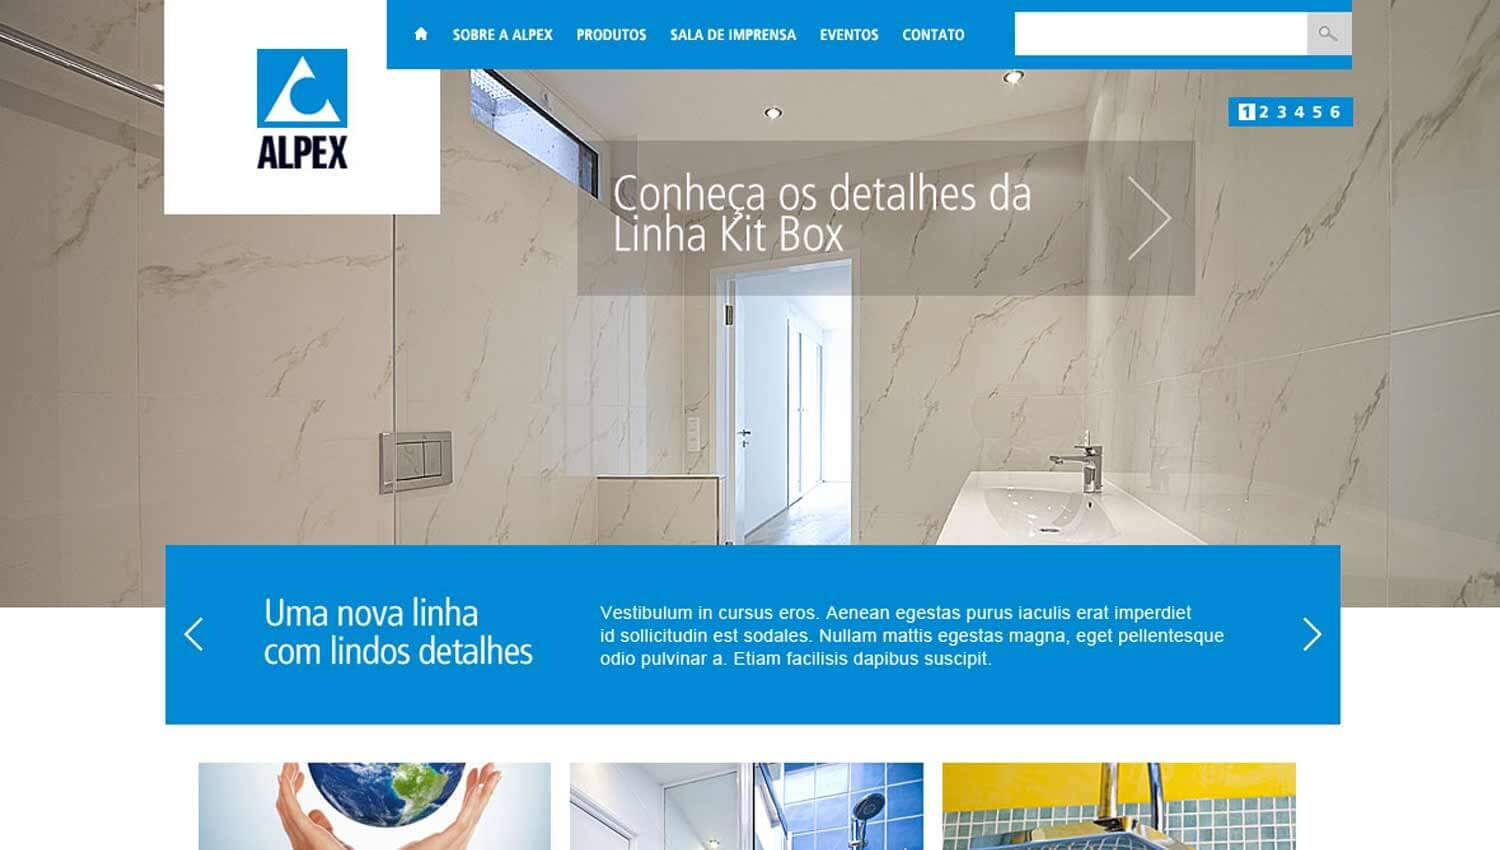 SOBRE A ALPEX PRODUTOS SALA DE IMPRENSA EVENTOS CONTATO
ALPEX
1 2 3 4 5 6
Conheça os detalhes da
Linha Kit Box
Uma nova linha
com lindos detalhes
Vestibulum in cursus eros. Aenean egestas purus iaculis erat imperdiet
id sollicitudin est sodales. Nullam mattis egestas magna, eget pellentesque
odio pulvinar a. Etiam facilisis dapibus suscipit.